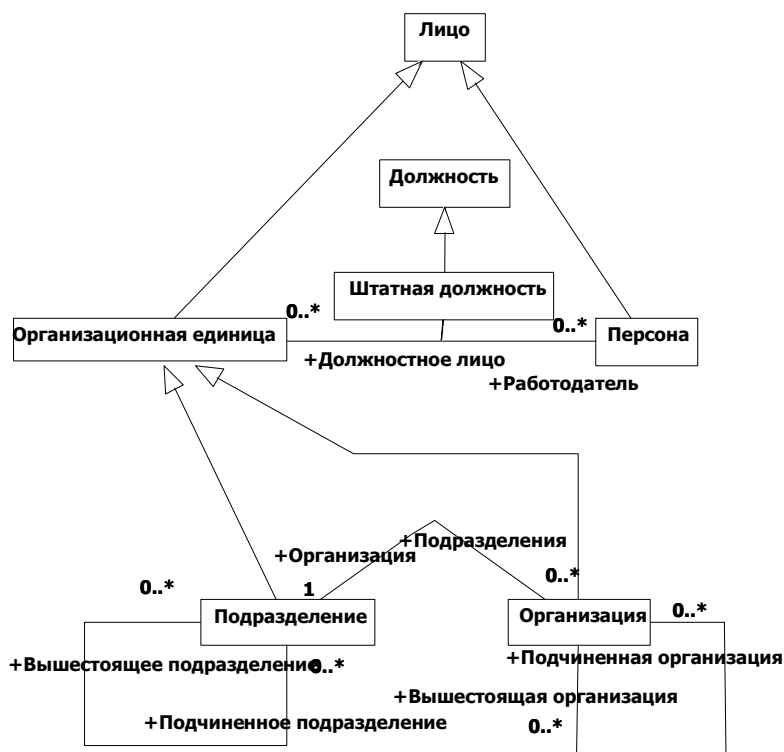 Лицо
Должность
Штатная должность
0..*
0..*
Организационная единица
Персона
+Должностное лицо
+Работодатель
+Подразделения
+Организация
0..*
1
0..*
Подразделение
Организация
0..*
+Вышестоящее подразделение
0..*
+Подчиненная организация
+Вышестоящая организация
+Подчиненное подразделение
0..*